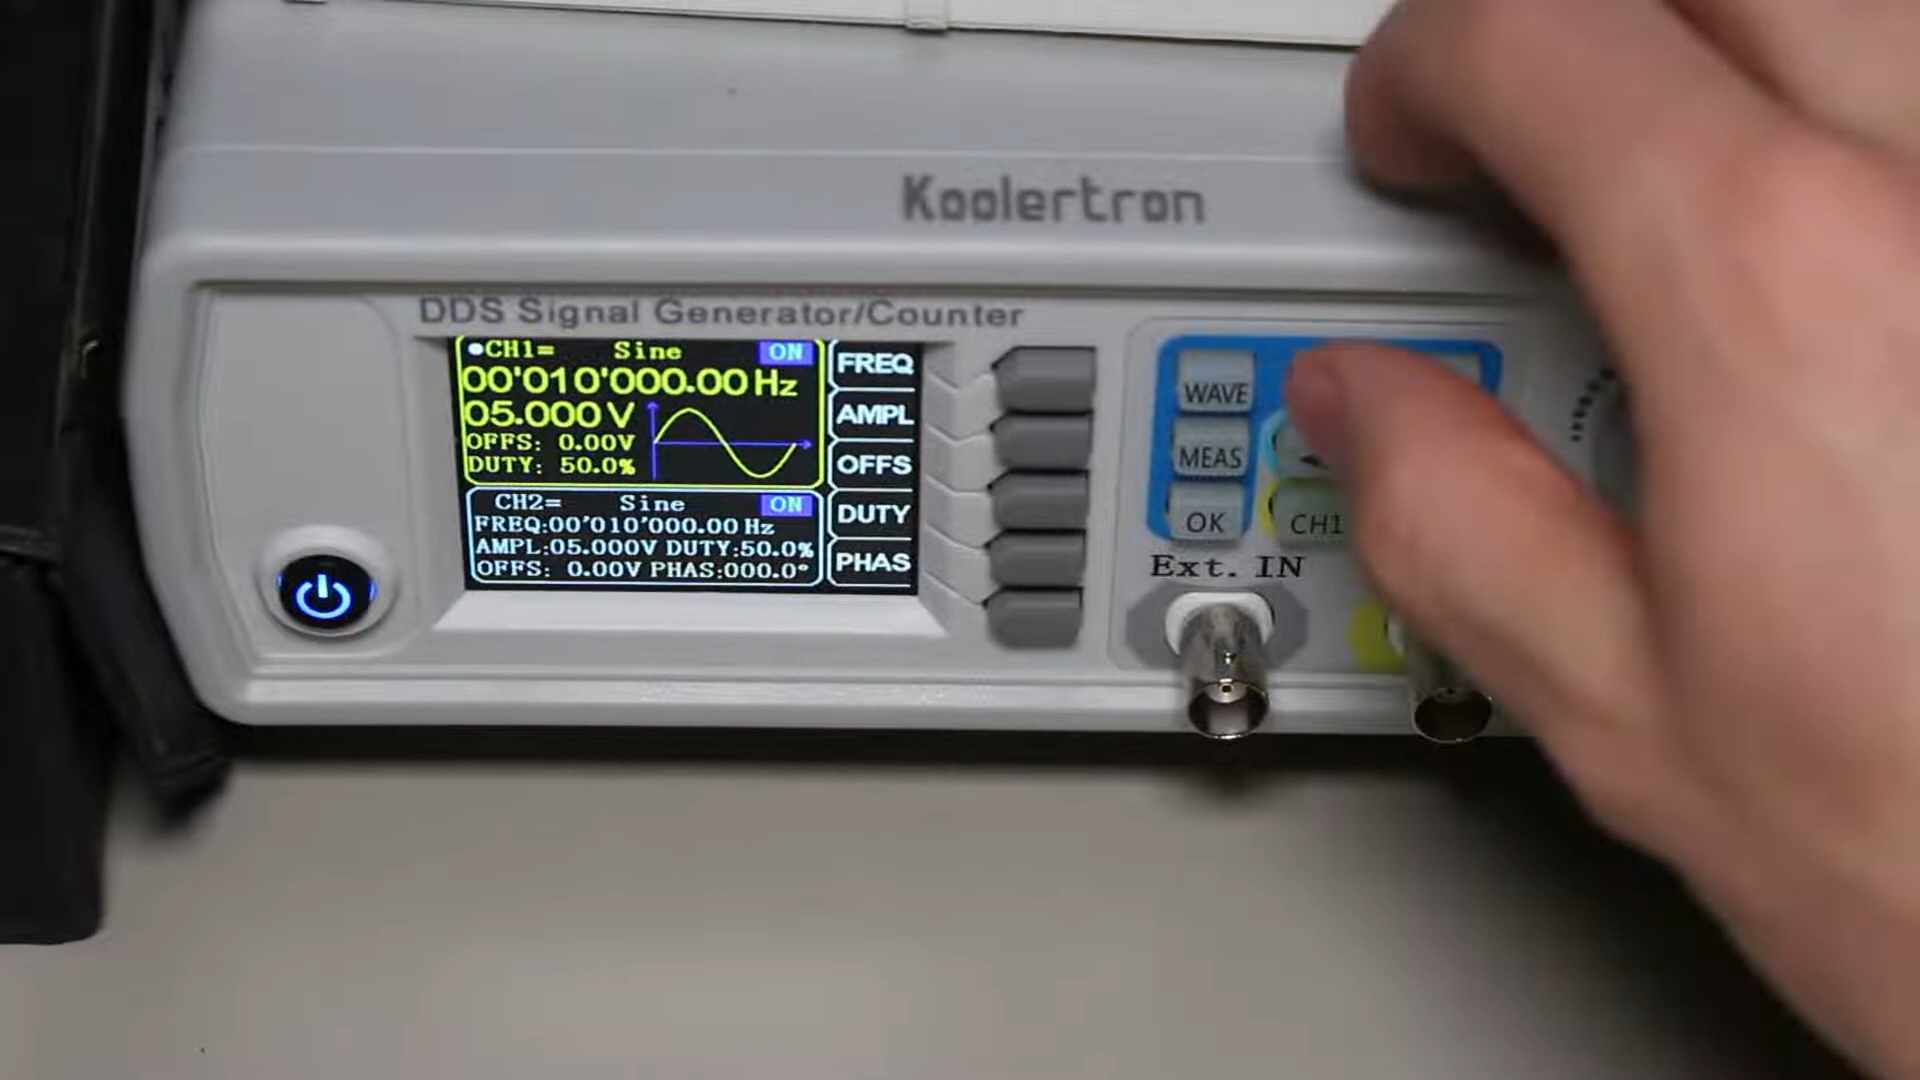 Koolertron
DDS Signal Generator/Counter
CH1= Sine ON
00'010'000.00 Hz
05.000 V
OFFS: 0.00V
DUTY: 50.0%
CH2= Sine ON
FREQ:00'010'000.00 Hz
AMPL:05.000V DUTY:50.0%
OFFS: 0.00V PHAS:000.0°
FREQ
AMPL
OFFS
DUTY
PHAS
WAVE
MEAS
OK
CH1
Ext. IN